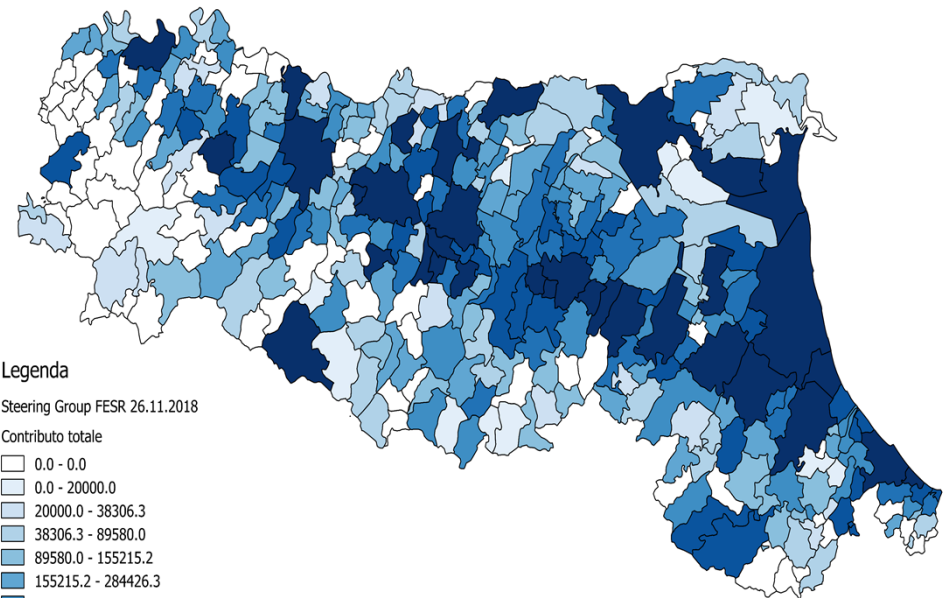 Legenda
Steering Group FESR 26.11.2018
Contributo totale
0.0 - 0.0
0.0 - 20000.0
20000.0 - 38306.3
38306.3 - 89580.0
89580.0 - 155215.2
155215.2 - 284426.3